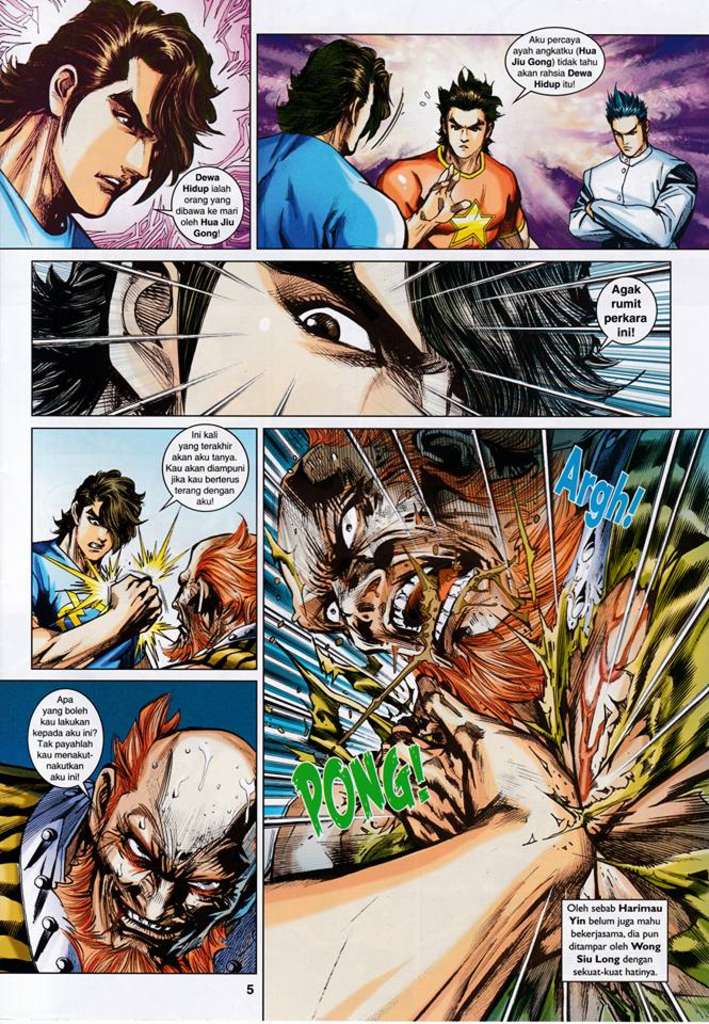 Dewa
Hidup ialah
orang yang
dibawa ke mari
oleh Hua Jiu
Gong!
Aku percaya
ayah angkatku (Hua
Jiu Gong) tidak tahu
akan rahsia Dewa
Hidup itu!
Agak
rumit
perkara
ini!
Ini kali
yang terakhir
akan aku tanya.
Kau akan diampuni
jika kau berterus
terang dengan
aku!
Argh!
PONG!
Apa
yang boleh
kau lakukan
kepada aku ini?
Tak payahlah
kau menakut-
nakutkan
aku ini!
Oleh sebab Harimau
Yin belum juga mahu
bekerjasama, dia pun
ditampar oleh Wong
Siu Long dengan
sekuat-kuat hatinya.
5